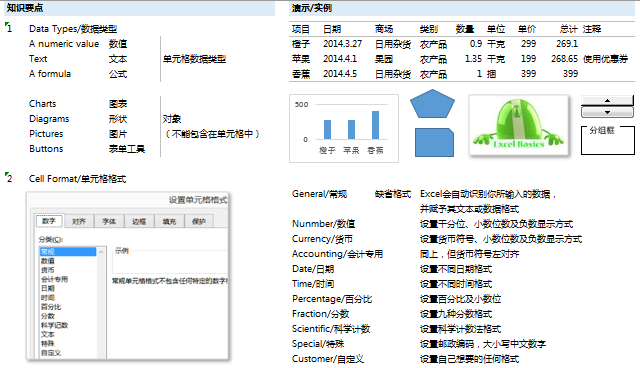 知识要点
1 Data Types/数据类型
A numeric value 数值
Text 文本 单元格数据类型
A formula 公式
Charts 图表
Diagrams 形状 对象
Pictures 图片 （不能包含在单元格中）
Buttons 表单工具
2 Cell Format/单元格格式
设置单元格格式
数字 对齐 字体 边框 填充 保护
分类(C):
常规
数值
货币
会计专用
日期
时间
百分比
分数
科学记数
文本
特殊
自定义
示例
常规单元格格式不包含任何特定的数字格
演示/实例
项目 日期 商场 类别 数量 单位 单价 总计 注释
橙子 2014.3.27 日用杂货 农产品 0.9 千克 299 269.1
苹果 2014.4.1 果园 农产品 1.35 千克 199 268.65 使用优惠券
香蕉 2014.4.5 日用杂货 农产品 1 捆 399 399
500
0
橙子 苹果 香蕉
Excel Basics
分组框
General/常规 缺省格式 Excel会自动识别你所输入的数据，
并赋予其文本或数据格式
Nunmber/数值 设置千分位、小数位数及负数显示方式
Currency/货币 设置货币符号、小数位数及负数显示方式
Accounting/会计专用 同上，但货币符号左对齐
Date/日期 设置不同日期格式
Time/时间 设置不同时间格式
Percentage/百分比 设置百分比及小数位
Fraction/分数 设置九种分数格式
Scientific/科学计数 设置科学计数法格式
Special/特殊 设置邮政编码，大小写中文数字
Customer/自定义 设置自己想要的任何格式